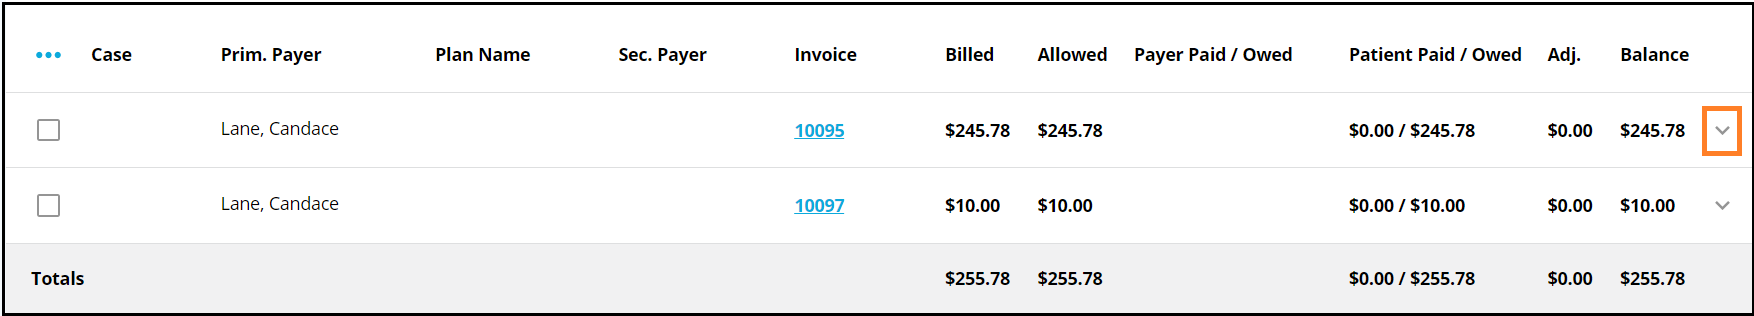 Case Prim. Payer Plan Name Sec. Payer Invoice Billed Allowed Payer Paid / Owed Patient Paid / Owed Adj. Balance
Lane, Candace 10095 $245.78 $245.78 $0.00 / $245.78 $0.00 $245.78
Lane, Candace 10097 $10.00 $10.00 $0.00 / $10.00 $0.00 $10.00
Totals $255.78 $255.78 $0.00 / $255.78 $0.00 $255.78